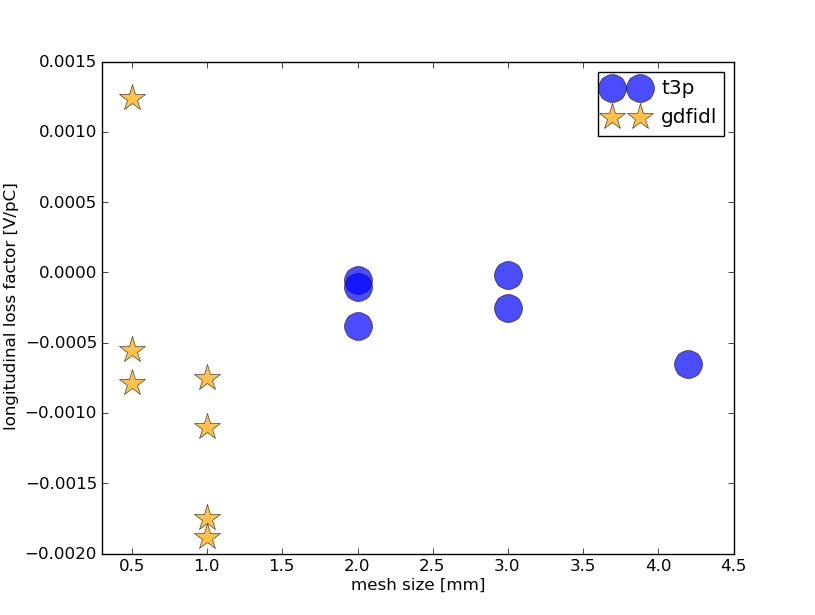 0.0015
0.0010
0.0005
0.0000
−0.0005
−0.0010
−0.0015
−0.0020
longitudinal loss factor [V/pC]
t3p
gdfidl
0.5 1.0 1.5 2.0 2.5 3.0 3.5 4.0 4.5
mesh size [mm]